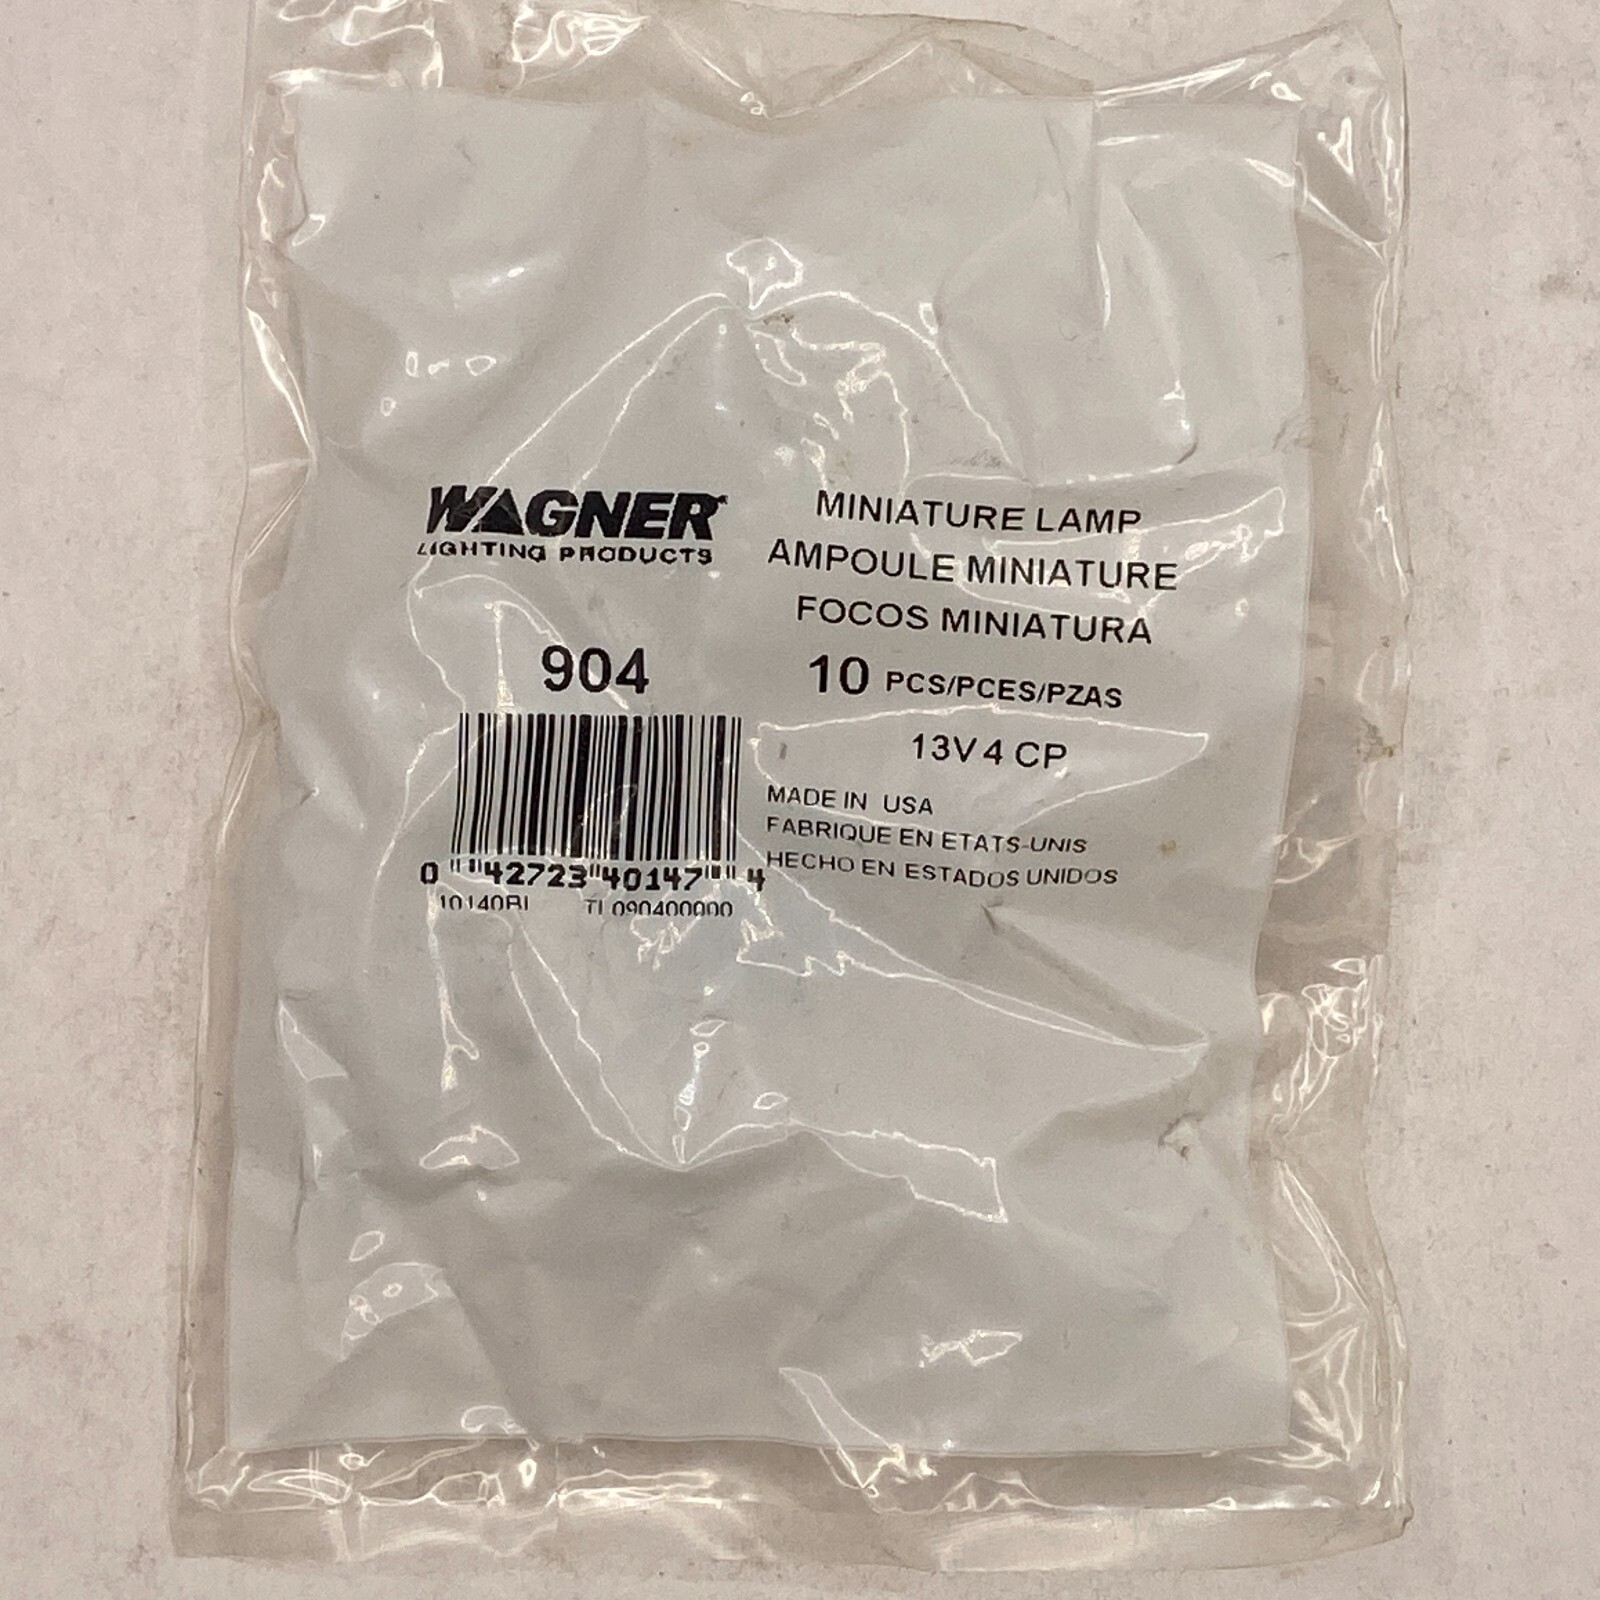 WAGNER
LIGHTING PRODUCTS
904
0 42723 40147 4
TL090400000
MINIATURE LAMP
AMPOULE MINIATURE
FOCOS MINIATURA
10 PCS/PCES/PZAS
13V 4 CP
MADE IN USA
FABRIQUE EN ETATS-UNIS
HECHO EN ESTADOS UNIDOS